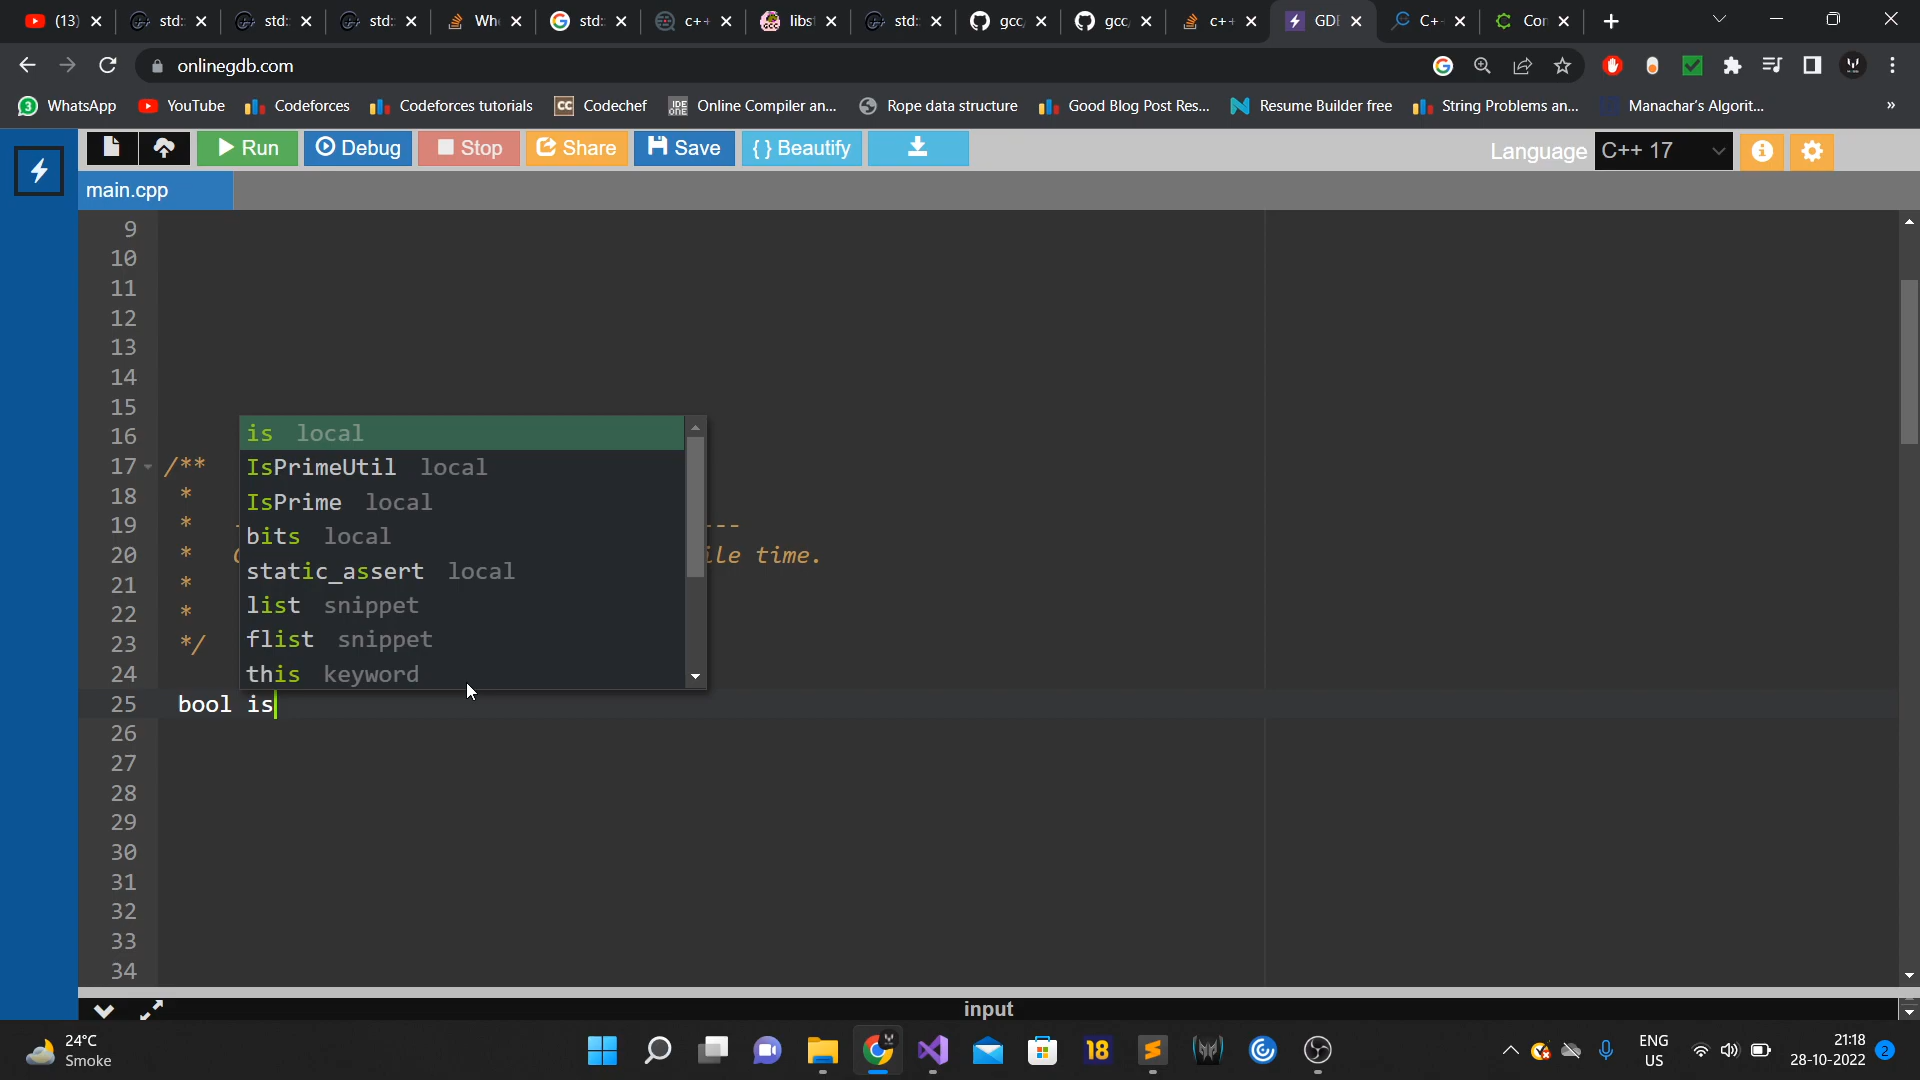 (13)
std:
std:
std:
Wh
std:
c++
libs
std:
gcc
gcc
c++
GDI
C+
Cor
onlinegdb.com
WhatsApp
YouTube
Codeforces
Codeforces tutorials
Codechef
Online Compiler an...
Rope data structure
Good Blog Post Res...
Resume Builder free
String Problems an...
Manachar's Algorit...
»
Run
Debug
Stop
Share
Save
{ } Beautify
Language
C++ 17
main.cpp
9
10
11
12
13
14
15
16
17 /**
18 *
19 * ---
20 * ile time.
21 *
22 *
23 */
24
25 bool is
26
27
28
29
30
31
32
33
34
is local
IsPrimeUtil local
IsPrime local
bits local
static_assert local
list snippet
flist snippet
this keyword
input
24°C
Smoke
18
ENG
US
21:18
28-10-2022
2